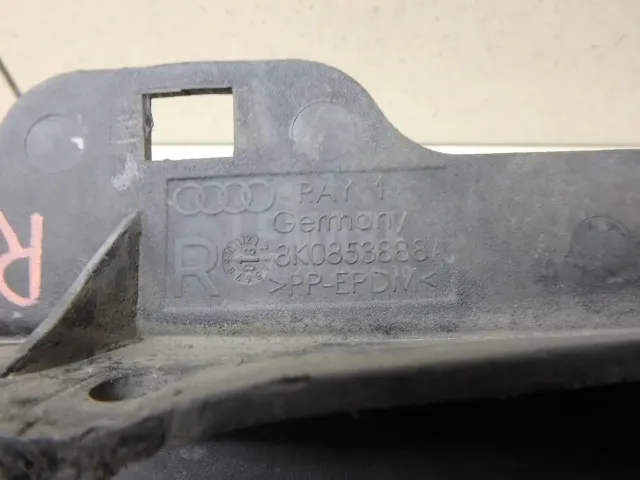 RAY 1
Germany
R 8K0853888A
>PP-EPDM<
R